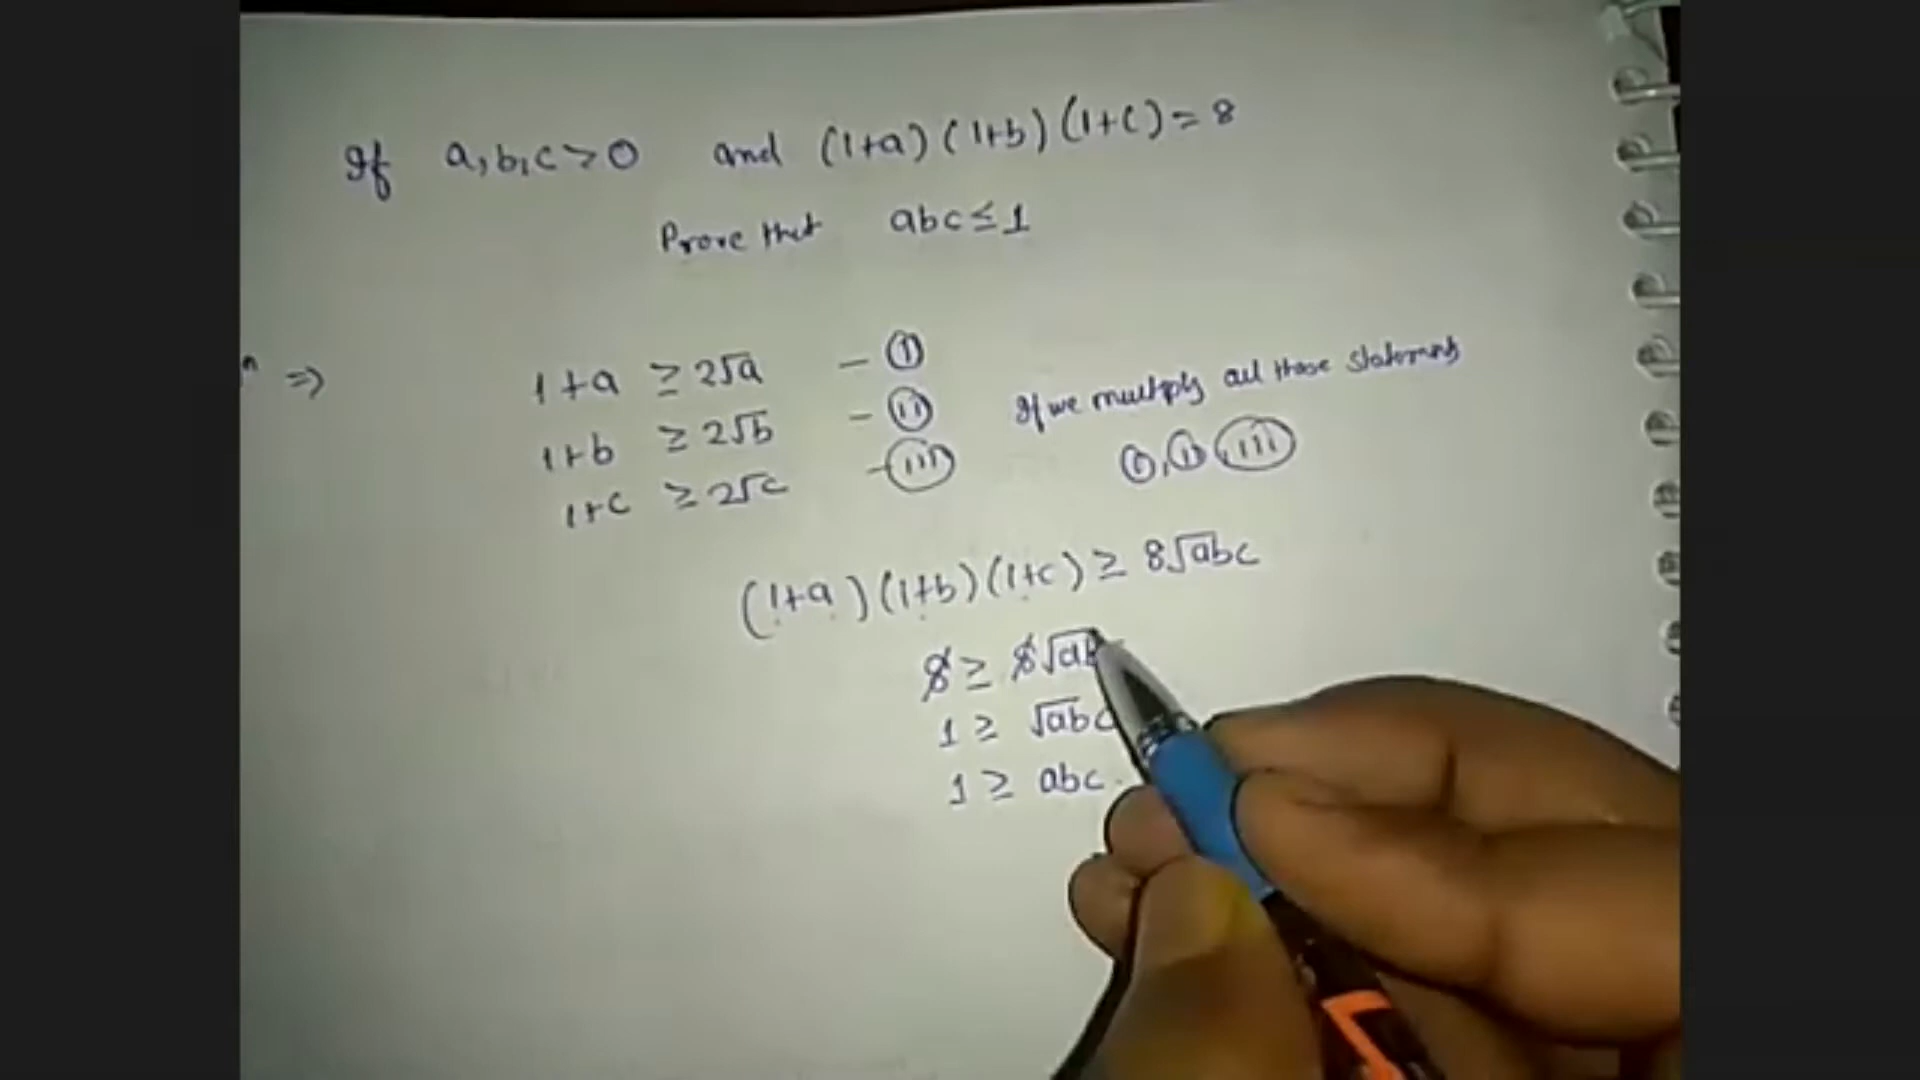 If a,b,c>0 and (1+a)(1+b)(1+c)=8
Prove that abc≤1
n ⇒ 1+a ≥ 2√a - (i)
1+b ≥ 2√b - (ii)
1+c ≥ 2√c - (iii)
If we multiply all these statements
(i), (ii), (iii)
(1+a)(1+b)(1+c) ≥ 8√abc
8 ≥ 8√ab
1 ≥ √abc
1 ≥ abc.